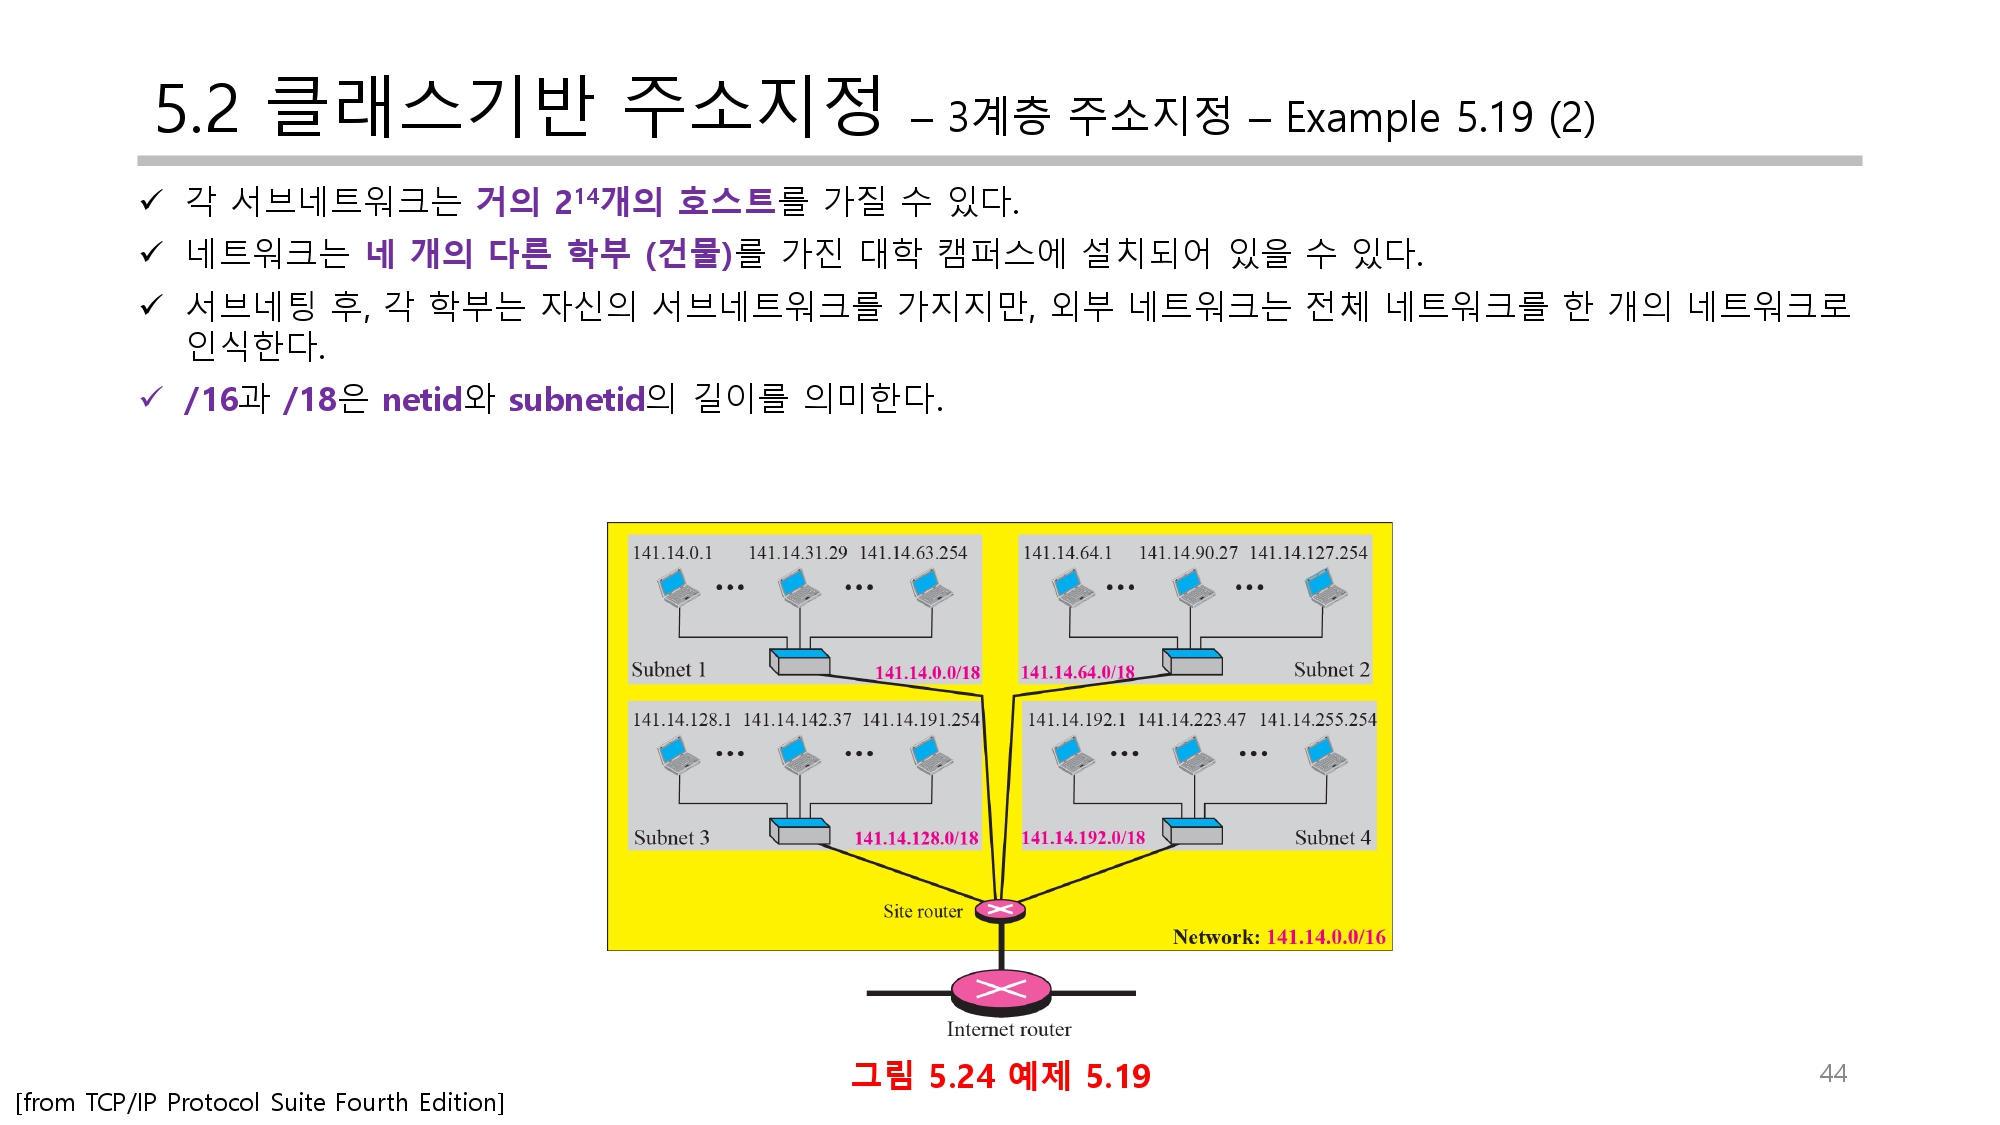 5.2 클래스기반 주소지정 – 3계층 주소지정 – Example 5.19 (2)
✓ 각 서브네트워크는 거의 2¹⁴개의 호스트를 가질 수 있다.
✓ 네트워크는 네 개의 다른 학부 (건물)를 가진 대학 캠퍼스에 설치되어 있을 수 있다.
✓ 서브네팅 후, 각 학부는 자신의 서브네트워크를 가지지만, 외부 네트워크는 전체 네트워크를 한 개의 네트워크로
인식한다.
✓ /16과 /18은 netid와 subnetid의 길이를 의미한다.
141.14.0.1 141.14.31.29 141.14.63.254
Subnet 1 141.14.0.0/18
141.14.64.1 141.14.90.27 141.14.127.254
141.14.64.0/18 Subnet 2
141.14.128.1 141.14.142.37 141.14.191.254
Subnet 3 141.14.128.0/18
141.14.192.1 141.14.223.47 141.14.255.254
141.14.192.0/18 Subnet 4
Site router
Network: 141.14.0.0/16
Internet router
그림 5.24 예제 5.19
44
[from TCP/IP Protocol Suite Fourth Edition]